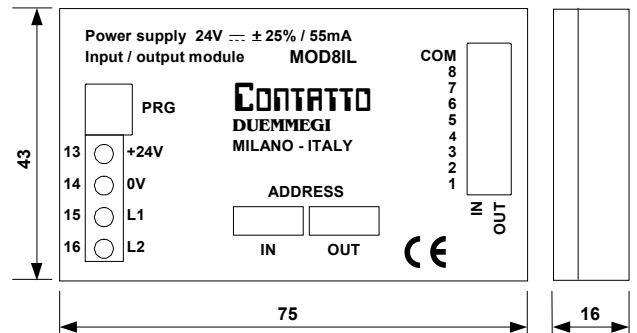 Power supply 24V ⎓ ± 25% / 55mA
Input / output module MOD8IL
PRG
13 +24V
14 0V
15 L1
16 L2
CONTATTO
DUEMMEGI
MILANO - ITALY
ADDRESS
IN OUT
COM
8
7
6
5
4
3
2
1
IN
OUT
CE
43
75
16